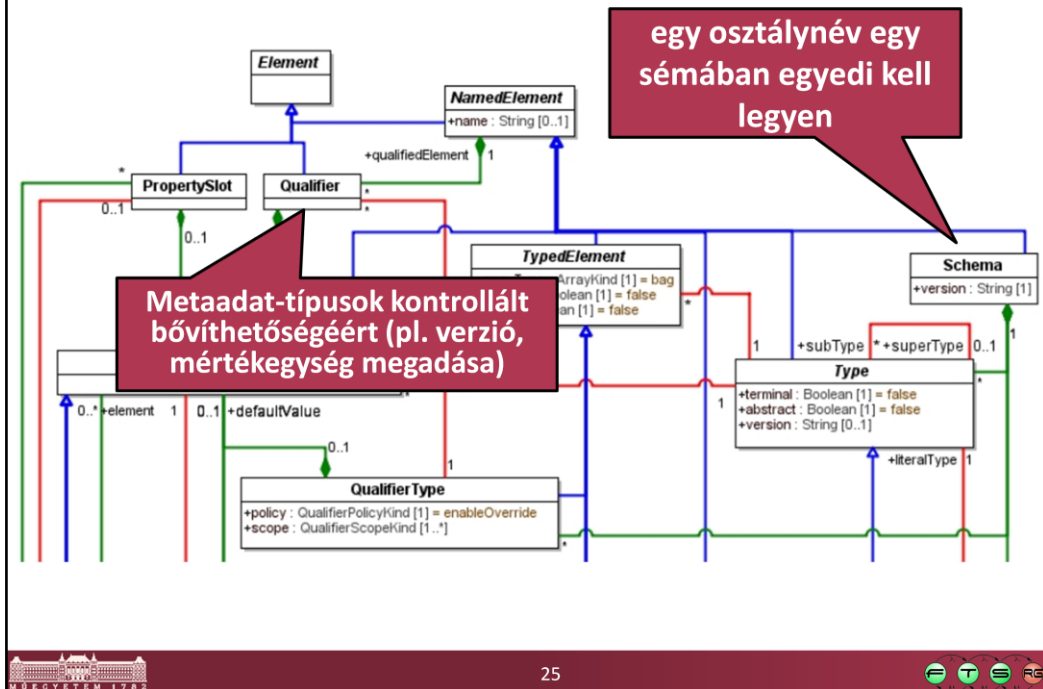 egy osztálynév egy
sémában egyedi kell
legyen
Element
NamedElement
+name : String [0..1]
+qualifiedElement
1
*
PropertySlot
Qualifier
*
*
0..1
0..1
TypedElement
ArrayKind [1] = bag
olean [1] = false
an [1] = false
*
Schema
+version : String [1]
1
Metaadat-típusok kontrollált
bővíthetőségéért (pl. verzió,
mértékegység megadása)
1
+subType
*
+superType
0..1
*
Type
+terminal : Boolean [1] = false
+abstract : Boolean [1] = false
+version : String [0..1]
1
*
0..*
+element
1
0..1
+defaultValue
0..1
1
+literalType
1
QualifierType
+policy : QualifierPolicyKind [1] = enableOverride
+scope : QualifierScopeKind [1..*]
*
MŰEGYETEM 1782
25
F T S RG